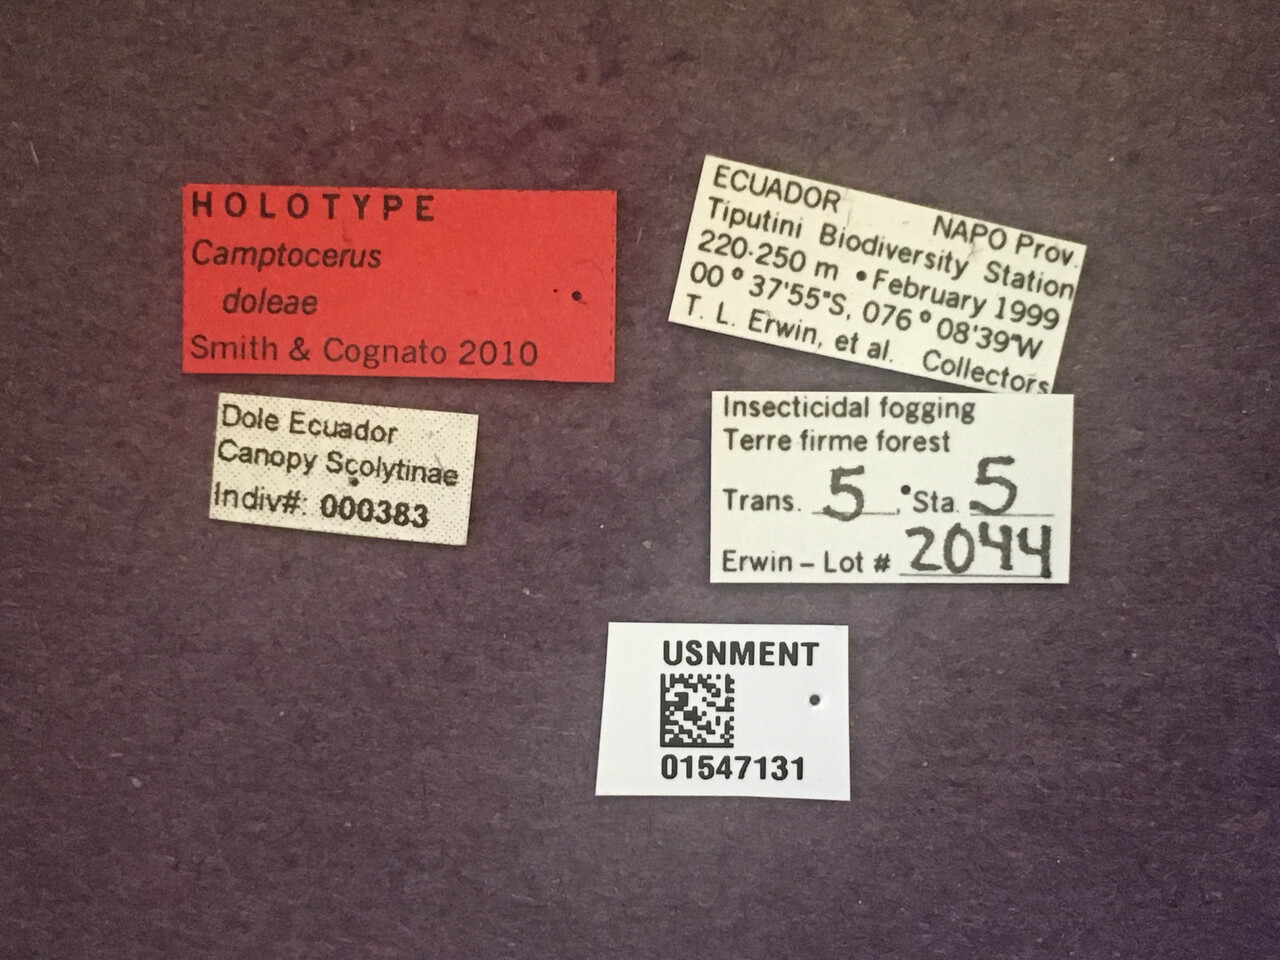 HOLOTYPE
Camptocerus
doleae
Smith & Cognato 2010
ECUADOR NAPO Prov.
Tiputini Biodiversity Station
220-250 m • February 1999
00°37'55"S, 076°08'39"W
T. L. Erwin, et al. Collectors
Dole Ecuador
Canopy Scolytinae
Indiv#: 000383
Insecticidal fogging
Terre firme forest
Trans. 5 Sta. 5
Erwin – Lot # 2044
USNMENT
01547131